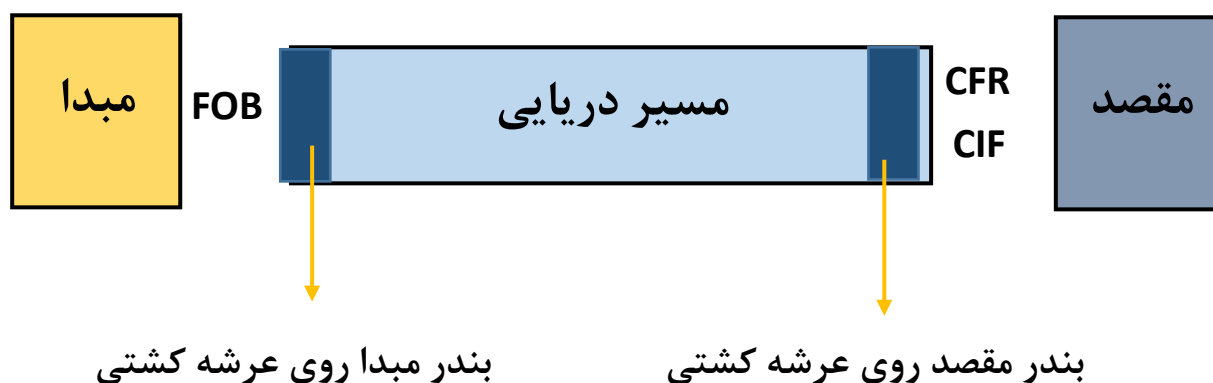 مبدا
FOB
مسیر دریایی
CFR
CIF
مقصد
بندر مبدا روی عرشه کشتی
بندر مقصد روی عرشه کشتی